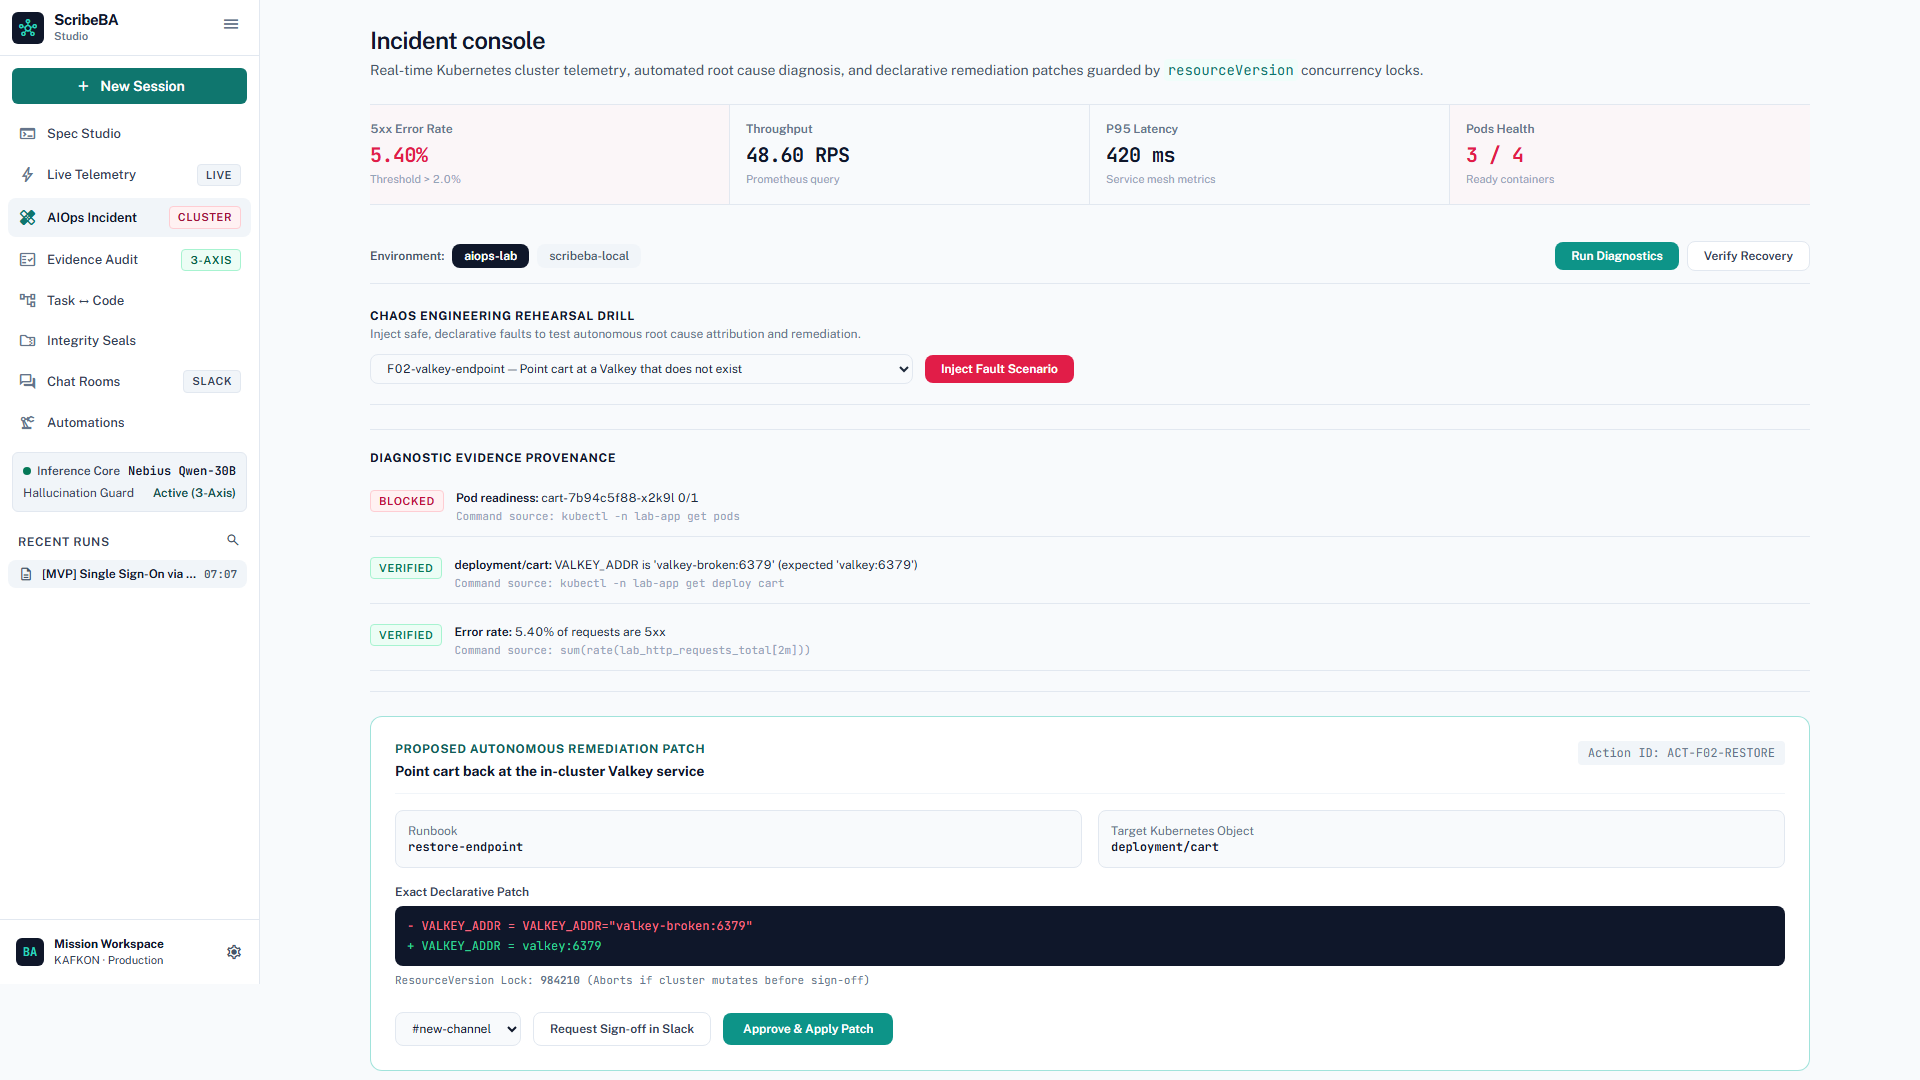 ScribeBA
Studio
+ New Session
Spec Studio
Live Telemetry LIVE
AIOps Incident CLUSTER
Evidence Audit 3-AXIS
Task ↔ Code
Integrity Seals
Chat Rooms SLACK
Automations
Inference Core Nebius Qwen-30B
Hallucination Guard Active (3-Axis)
RECENT RUNS
[MVP] Single Sign-On via ... 07:07
BA Mission Workspace
KAFKON · Production
Incident console
Real-time Kubernetes cluster telemetry, automated root cause diagnosis, and declarative remediation patches guarded by resourceVersion concurrency locks.
5xx Error Rate
5.40%
Threshold > 2.0%
Throughput
48.60 RPS
Prometheus query
P95 Latency
420 ms
Service mesh metrics
Pods Health
3 / 4
Ready containers
Environment: aiops-lab scribeba-local Run Diagnostics Verify Recovery
CHAOS ENGINEERING REHEARSAL DRILL
Inject safe, declarative faults to test autonomous root cause attribution and remediation.
F02-valkey-endpoint — Point cart at a Valkey that does not exist Inject Fault Scenario
DIAGNOSTIC EVIDENCE PROVENANCE
BLOCKED Pod readiness: cart-7b94c5f88-x2k9l 0/1
Command source: kubectl -n lab-app get pods
VERIFIED deployment/cart: VALKEY_ADDR is 'valkey-broken:6379' (expected 'valkey:6379')
Command source: kubectl -n lab-app get deploy cart
VERIFIED Error rate: 5.40% of requests are 5xx
Command source: sum(rate(lab_http_requests_total[2m]))
PROPOSED AUTONOMOUS REMEDIATION PATCH
Point cart back at the in-cluster Valkey service
Action ID: ACT-F02-RESTORE
Runbook
restore-endpoint
Target Kubernetes Object
deployment/cart
Exact Declarative Patch
- VALKEY_ADDR = VALKEY_ADDR="valkey-broken:6379"
+ VALKEY_ADDR = valkey:6379
ResourceVersion Lock: 984210 (Aborts if cluster mutates before sign-off)
#new-channel Request Sign-off in Slack Approve & Apply Patch